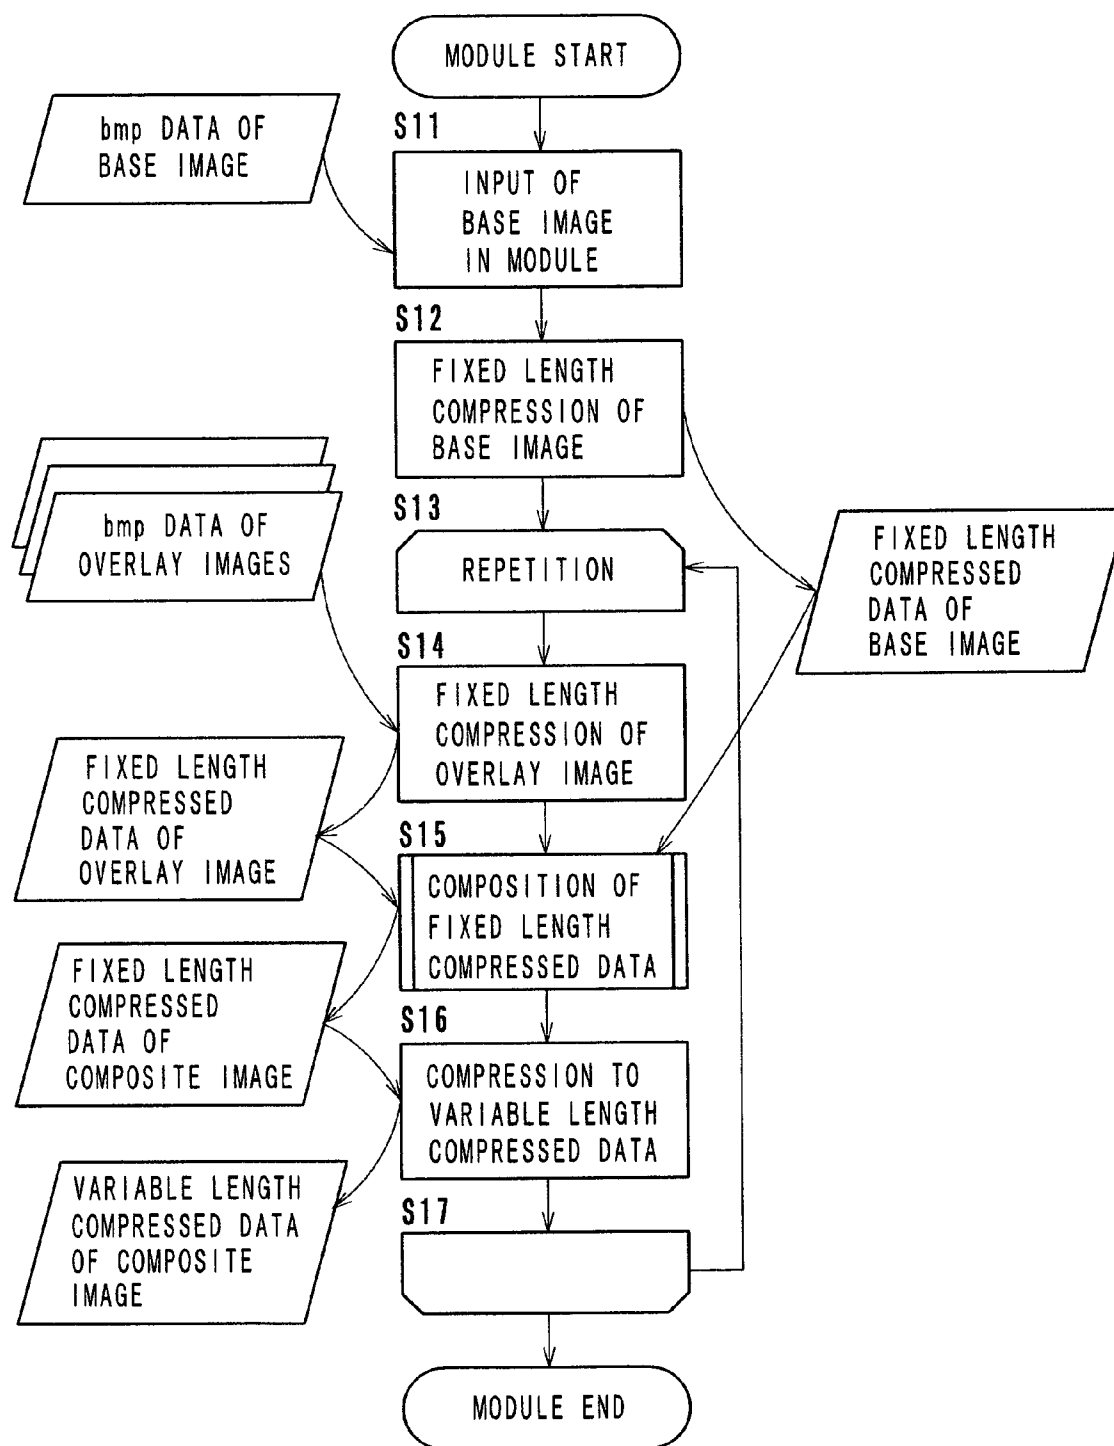 MODULE START
bmp DATA OF
BASE IMAGE
S11
INPUT OF
BASE IMAGE
IN MODULE
S12
FIXED LENGTH
COMPRESSION OF
BASE IMAGE
bmp DATA OF
OVERLAY IMAGES
S13
REPETITION
FIXED LENGTH
COMPRESSED
DATA OF
BASE IMAGE
S14
FIXED LENGTH
COMPRESSION OF
OVERLAY IMAGE
FIXED LENGTH
COMPRESSED
DATA OF
OVERLAY IMAGE
S15
COMPOSITION OF
FIXED LENGTH
COMPRESSED DATA
FIXED LENGTH
COMPRESSED
DATA OF
COMPOSITE IMAGE
S16
COMPRESSION TO
VARIABLE LENGTH
COMPRESSED DATA
VARIABLE LENGTH
COMPRESSED DATA
OF COMPOSITE
IMAGE
S17
MODULE END